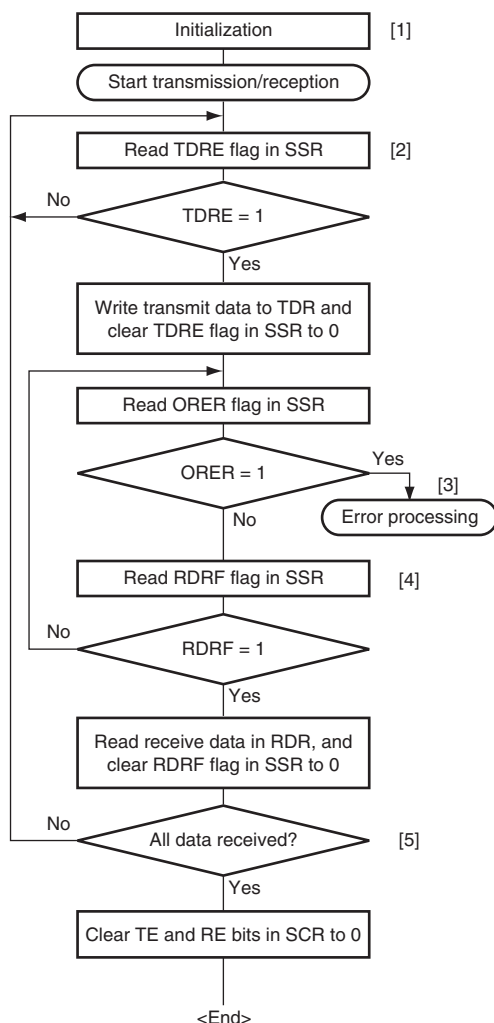 Initialization
[1]
Start transmission/reception
Read TDRE flag in SSR
[2]
No
TDRE = 1
Yes
Write transmit data to TDR and
clear TDRE flag in SSR to 0
Read ORER flag in SSR
ORER = 1
Yes
[3]
No
Error processing
Read RDRF flag in SSR
[4]
No
RDRF = 1
Yes
Read receive data in RDR, and
clear RDRF flag in SSR to 0
No
All data received?
[5]
Yes
Clear TE and RE bits in SCR to 0
<End>